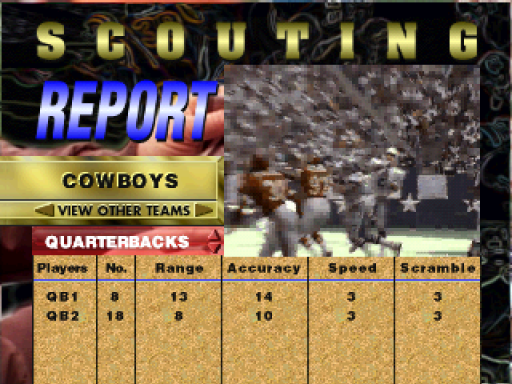 SCOUTING
REPORT
COWBOYS
VIEW OTHER TEAMS
QUARTERBACKS
Players No. Range Accuracy Speed Scramble
QB1 8 13 14 3 3
QB2 18 8 10 3 3